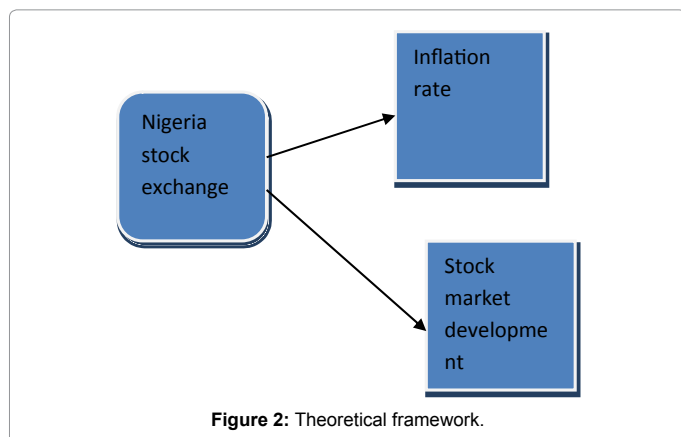 Nigeria
stock
exchange
Inflation
rate
Stock
market
developme
nt
Figure 2: Theoretical framework.